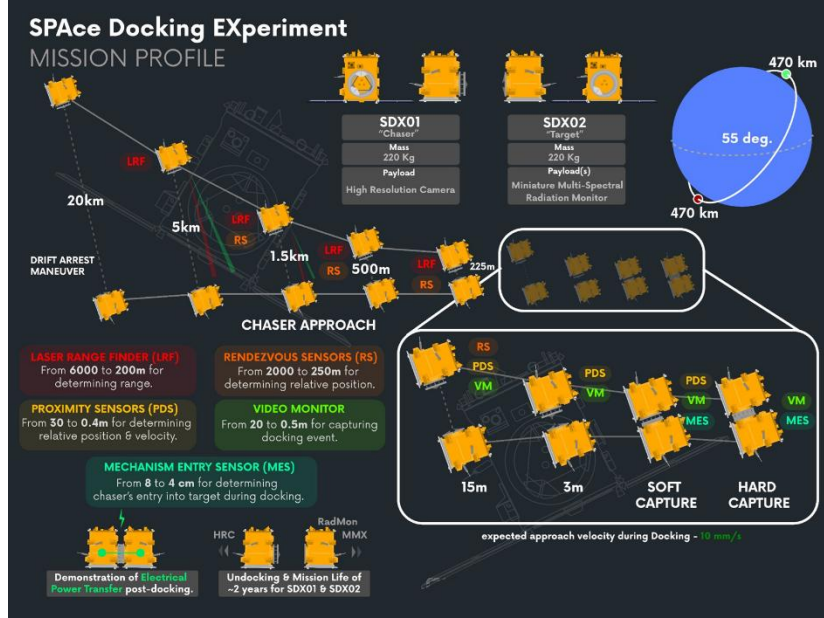 SPAce Docking EXperiment
MISSION PROFILE
SDX01
"Chaser"
Mass
220 Kg
Payload
High Resolution Camera
SDX02
"Target"
Mass
220 Kg
Payload(s)
Miniature Multi-Spectral
Radiation Monitor
470 km
55 deg.
470 km
20km
DRIFT ARREST
MANEUVER
LRF
5km
LRF
RS
1.5km
LRF
RS
500m
LRF
RS
225m
CHASER APPROACH
LASER RANGE FINDER (LRF)
From 6000 to 200m for
determining range.
RENDEZVOUS SENSORS (RS)
From 2000 to 250m for
determining relative position.
PROXIMITY SENSORS (PDS)
From 30 to 0.4m for determining
relative position & velocity.
VIDEO MONITOR
From 20 to 0.5m for capturing
docking event.
MECHANISM ENTRY SENSOR (MES)
From 8 to 4 cm for determining
chaser's entry into target during docking.
RS
PDS
VM
15m
PDS
VM
3m
PDS
VM
MES
SOFT
CAPTURE
VM
MES
HARD
CAPTURE
expected approach velocity during Docking - 10 mm/s
Demonstration of Electrical
Power Transfer post-docking.
HRC
RadMon
MMX
Undocking & Mission Life of
~2 years for SDX01 & SDX02